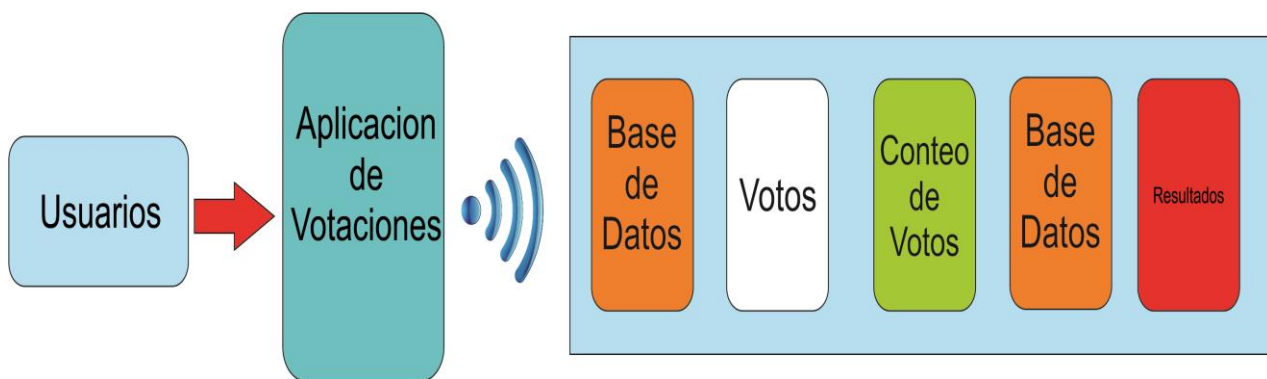 Usuarios
Aplicacion
de
Votaciones
Base
de
Datos
Votos
Conteo
de
Votos
Base
de
Datos
Resultados